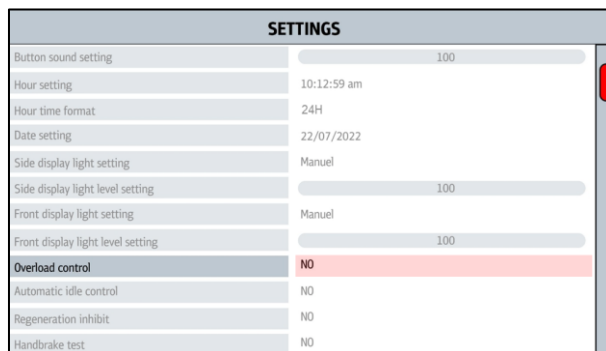 SETTINGS
Button sound setting 100
Hour setting 10:12:59 am
Hour time format 24H
Date setting 22/07/2022
Side display light setting Manuel
Side display light level setting 100
Front display light setting Manuel
Front display light level setting 100
Overload control NO
Automatic idle control NO
Regeneration inhibit NO
Handbrake test NO